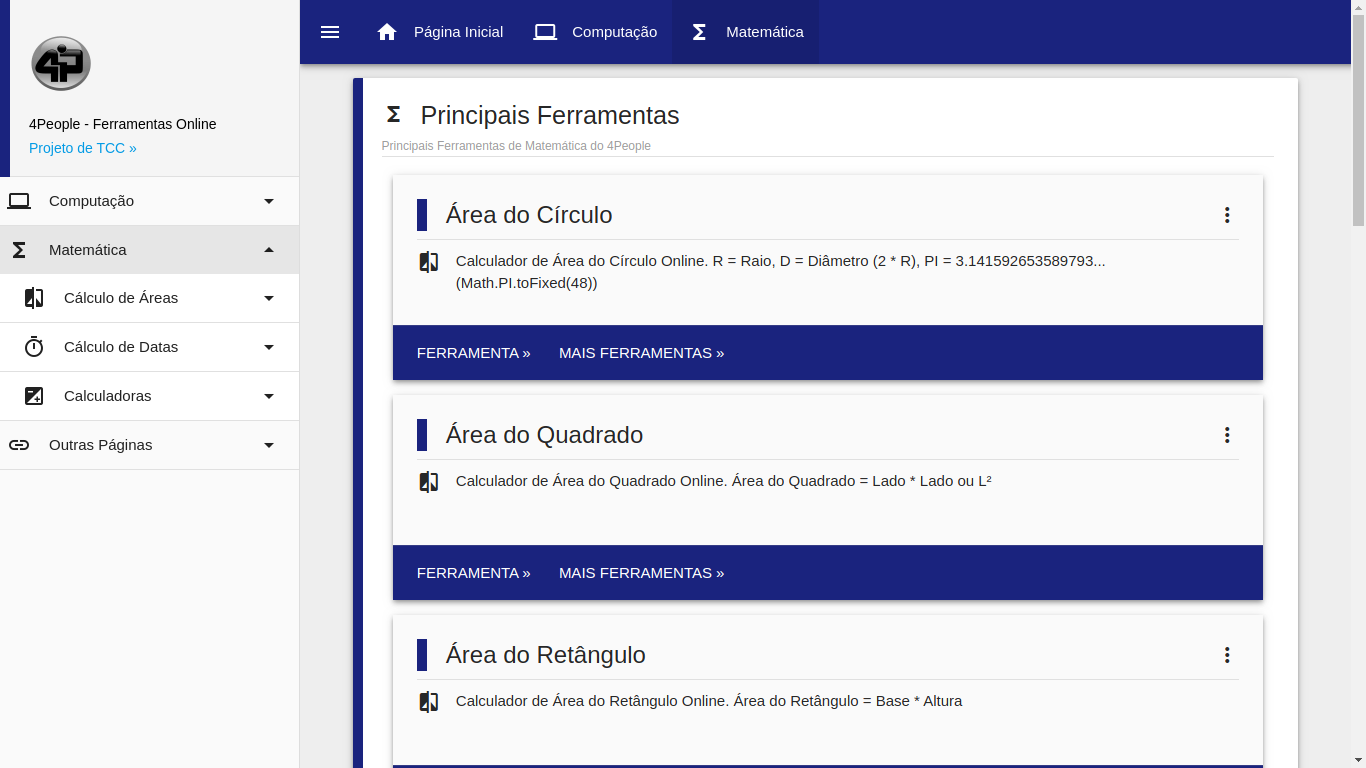 4P
4People - Ferramentas Online
Projeto de TCC »
Computação
Matemática
Cálculo de Áreas
Cálculo de Datas
Calculadoras
Outras Páginas
Página Inicial
Computação
Matemática
Principais Ferramentas
Principais Ferramentas de Matemática do 4People
Área do Círculo
Calculador de Área do Círculo Online. R = Raio, D = Diâmetro (2 * R), PI = 3.141592653589793...
(Math.PI.toFixed(48))
FERRAMENTA »
MAIS FERRAMENTAS »
Área do Quadrado
Calculador de Área do Quadrado Online. Área do Quadrado = Lado * Lado ou L²
FERRAMENTA »
MAIS FERRAMENTAS »
Área do Retângulo
Calculador de Área do Retângulo Online. Área do Retângulo = Base * Altura